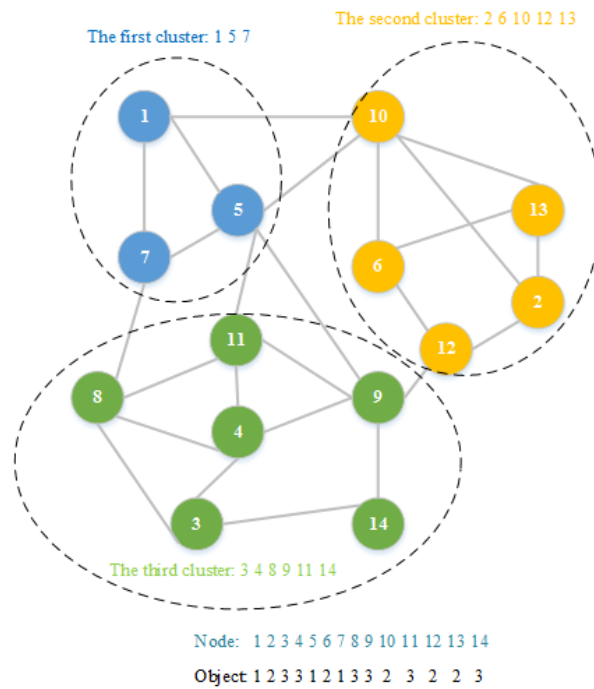 The second cluster: 2 6 10 12 13
The first cluster: 1 5 7
1
10
5
13
7
6
2
11
12
8
9
4
3
14
The third cluster: 3 4 8 9 11 14
Node: 1 2 3 4 5 6 7 8 9 10 11 12 13 14
Object: 1 2 3 3 1 2 1 3 3 2 3 2 2 3